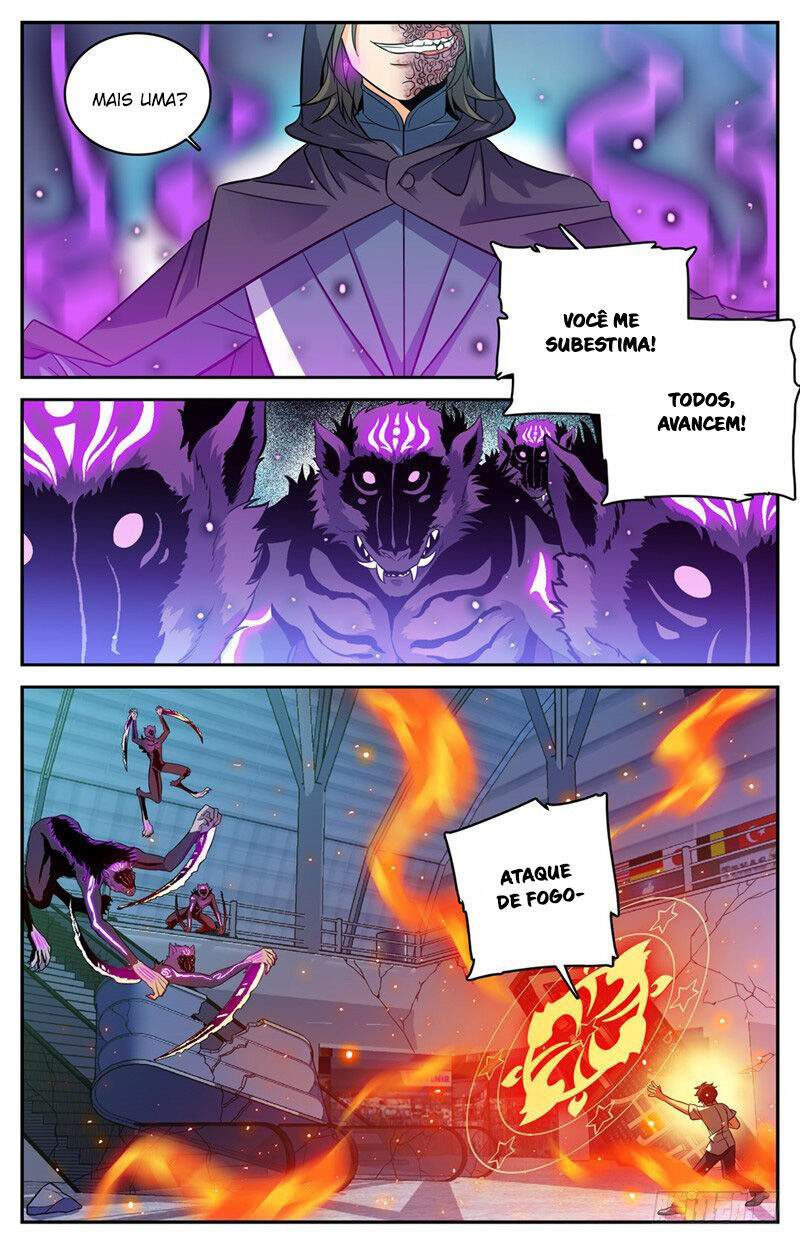 MAIS UMA?
VOCÊ ME
SUBESTIMA!
TODOS,
AVANCEM!
ATAQUE
DE FOGO-